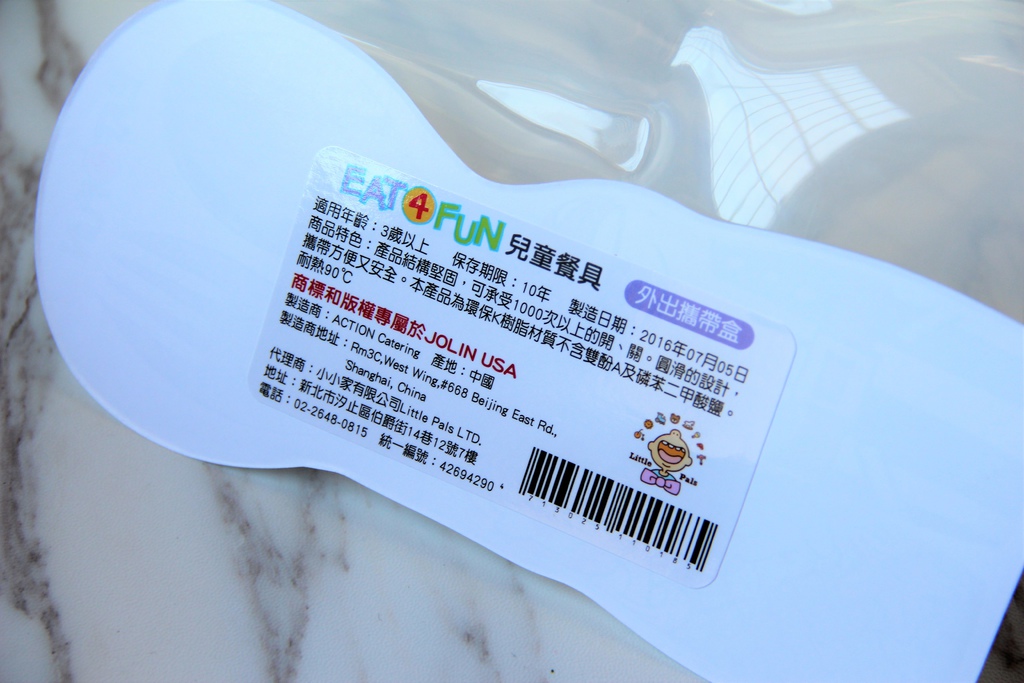 EAT4FUN 兒童餐具 外出攜帶盒
適用年齡：3歲以上 保存期限：10年 製造日期：2016年07月05日
商品特色：產品結構堅固，可承受1000次以上的開、關。圓滑的設計，
攜帶方便又安全。本產品為環保K樹脂材質不含雙酚A及磷苯二甲酸鹽。
耐熱90℃
商標和版權專屬於JOLIN USA
製造商：ACTION Catering 產地：中國
製造商地址：Rm3C,West Wing,#668 Beijing East Rd.,
Shanghai, China
代理商：小小家有限公司Little Pals LTD.
地址：新北市汐止區伯爵街14巷12號7樓
電話：02-2648-0815 統一編號：42694290
Little Pals
4 713025 110185